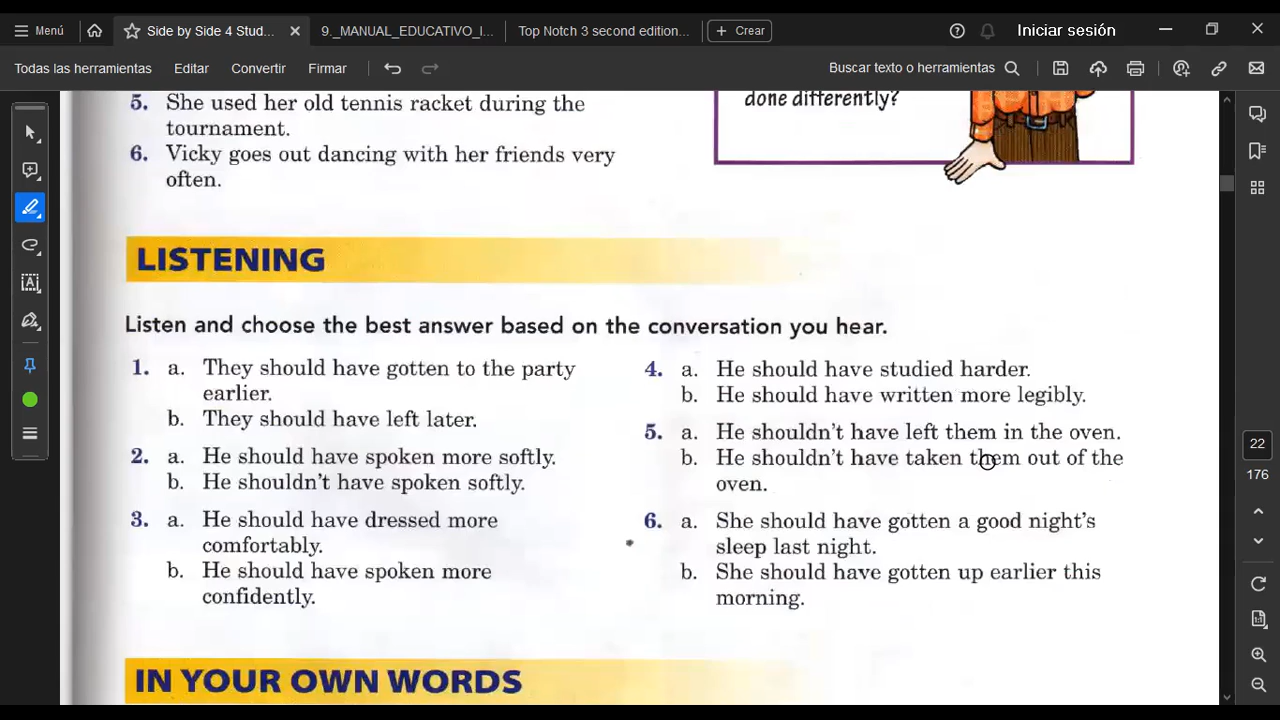 Menú
Side by Side 4 Stud...
9._MANUAL_EDUCATIVO_I...
Top Notch 3 second edition...
Crear
Iniciar sesión
Todas las herramientas
Editar
Convertir
Firmar
Buscar texto o herramientas
5. She used her old tennis racket during the
tournament.
6. Vicky goes out dancing with her friends very
often.
done differently?
LISTENING
Listen and choose the best answer based on the conversation you hear.
1. a. They should have gotten to the party
earlier.
b. They should have left later.
2. a. He should have spoken more softly.
b. He shouldn't have spoken softly.
3. a. He should have dressed more
comfortably.
b. He should have spoken more
confidently.
4. a. He should have studied harder.
b. He should have written more legibly.
5. a. He shouldn't have left them in the oven.
b. He shouldn't have taken them out of the
oven.
6. a. She should have gotten a good night's
sleep last night.
b. She should have gotten up earlier this
morning.
IN YOUR OWN WORDS
22
176